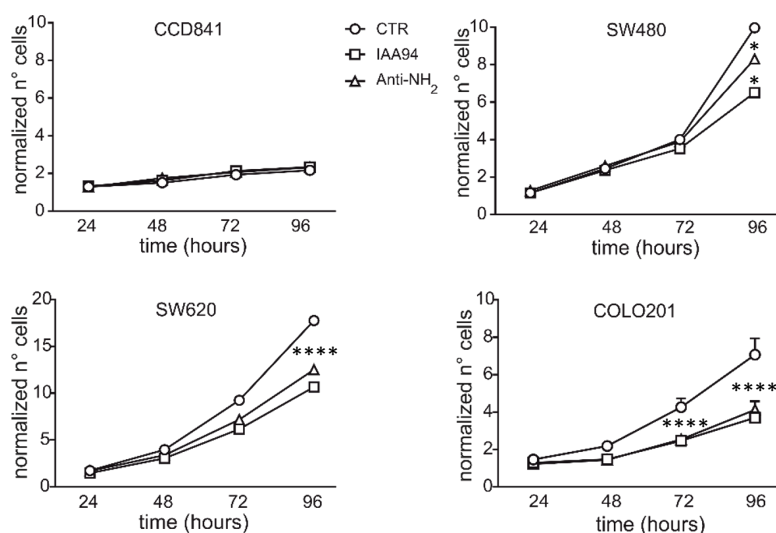 CCD841
normalized n° cells
10
8
6
4
2
0
24 48 72 96
time (hours)
CTR
IAA94
Anti-NH2
SW480
normalized n° cells
10
8
6
4
2
0
*
*
24 48 72 96
time (hours)
SW620
normalized n° cells
20
15
10
5
0
****
24 48 72 96
time (hours)
COLO201
normalized n° cells
10
8
6
4
2
0
****
****
24 48 72 96
time (hours)